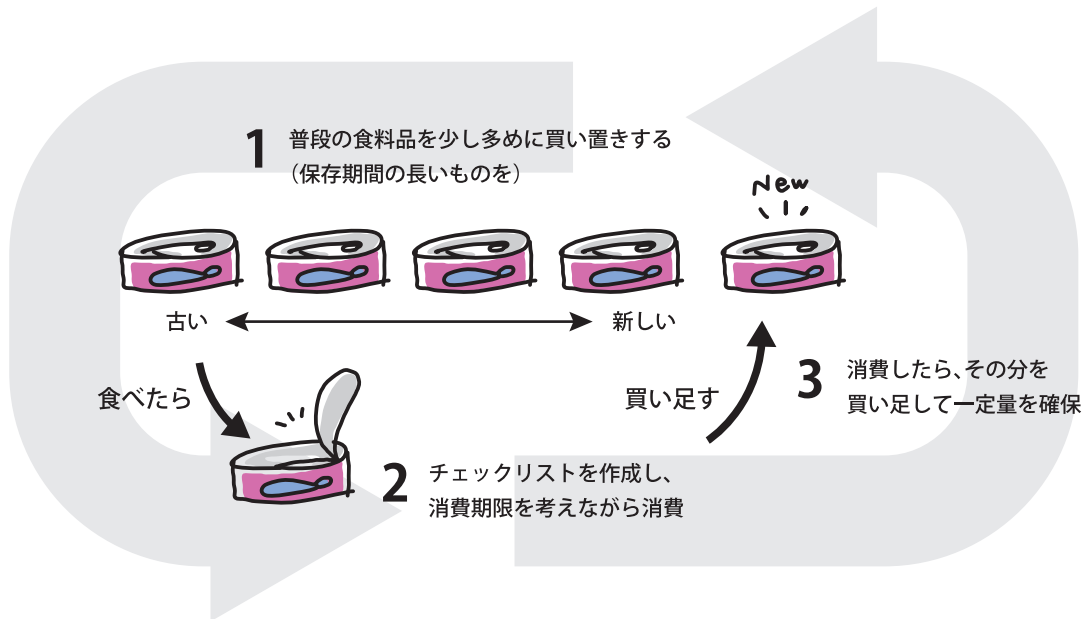 1 普段の食料品を少し多めに買い置きする
（保存期間の長いものを）
New
古い
新しい
食べたら
買い足す
3 消費したら、その分を
買い足して一定量を確保
2 チェックリストを作成し、
消費期限を考えながら消費